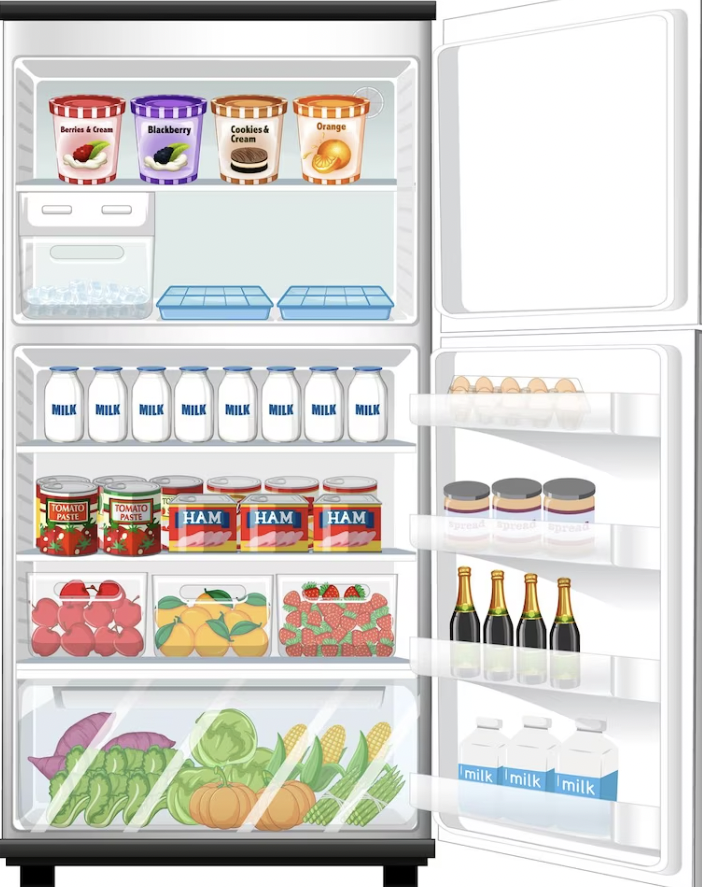 Berries & Cream
Blackberry
Cookies &
Cream
Orange
MILK
MILK
MILK
MILK
MILK
MILK
MILK
MILK
TOMATO
PASTE
TOMATO
PASTE
HAM
HAM
HAM
spread
spread
spread
milk
milk
milk